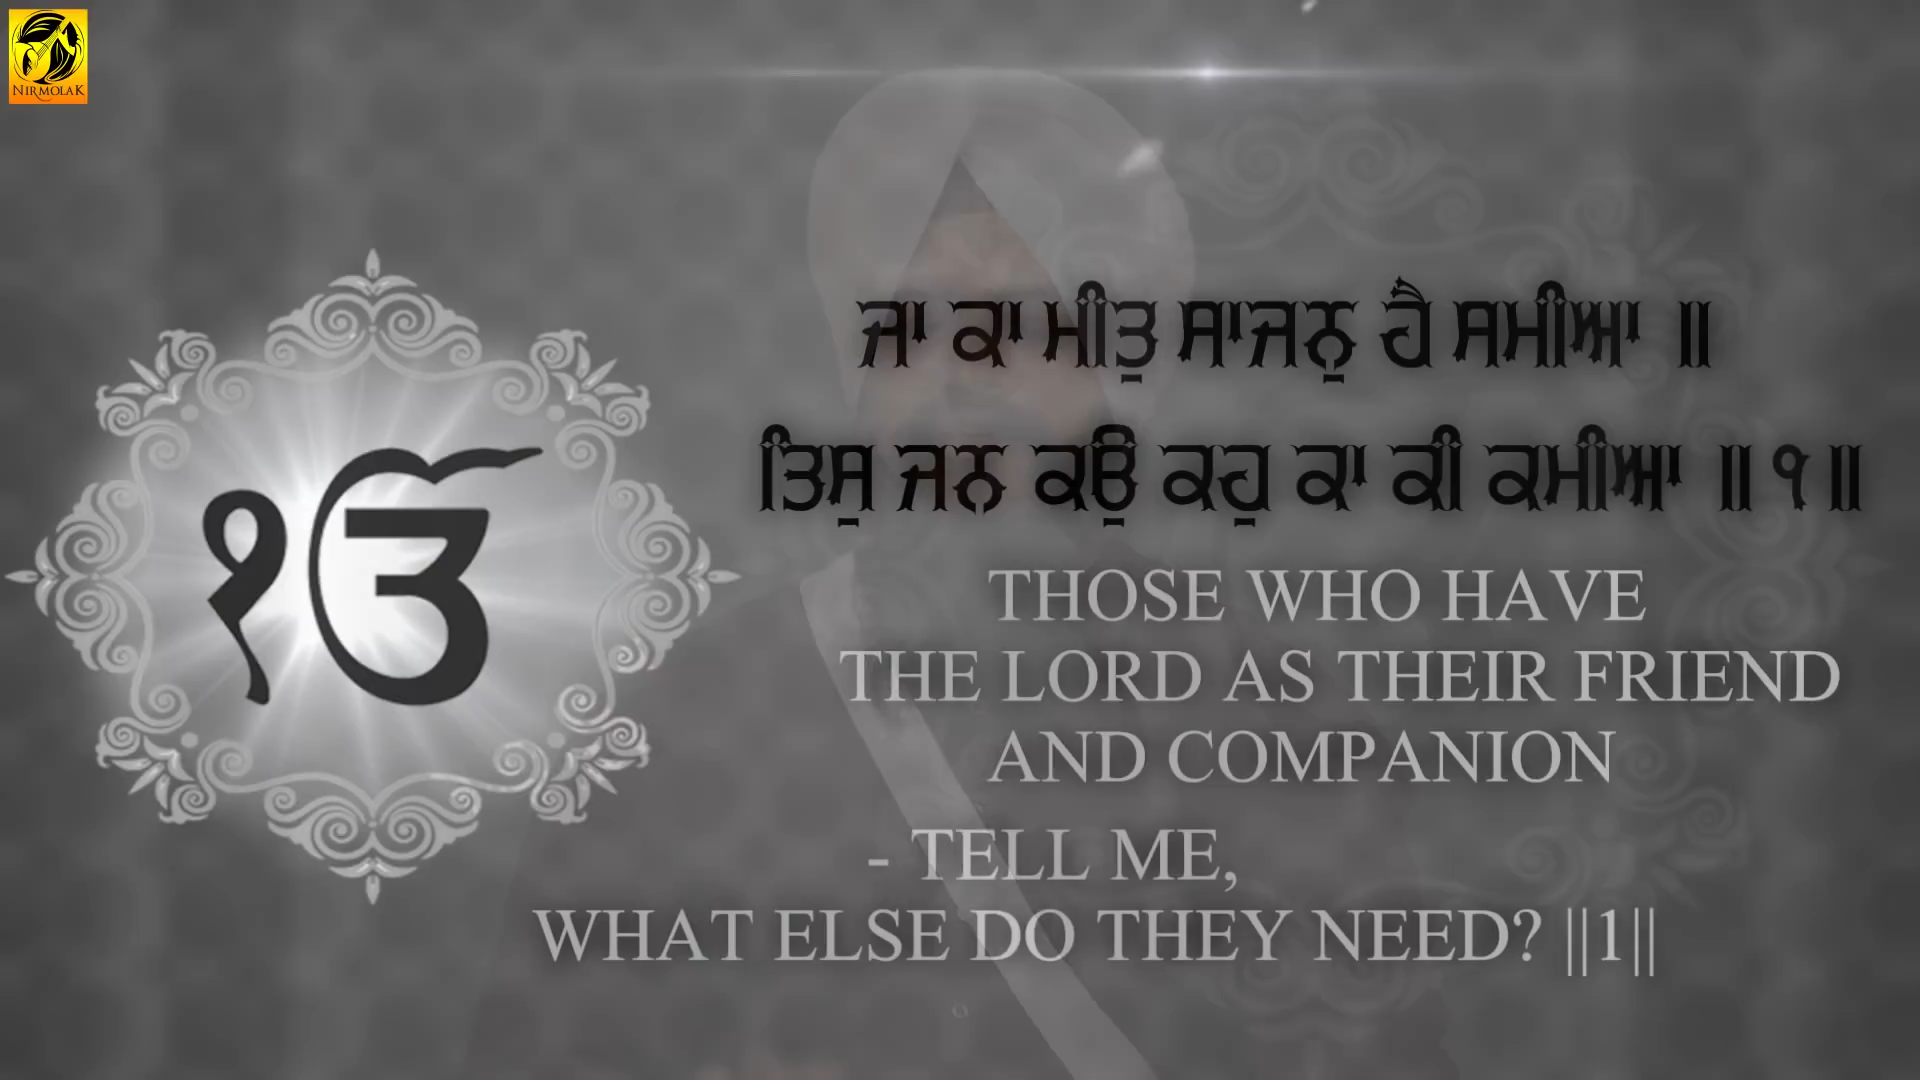 NIRMOLAK
ੴ
ਜਾ ਕਾ ਮੀਤੁ ਸਾਜਨੁ ਹੈ ਸਮੀਆ ॥
ਤਿਸੁ ਜਨ ਕਉ ਕਹੁ ਕਾ ਕੀ ਕਮੀਆ ॥੧॥
THOSE WHO HAVE
THE LORD AS THEIR FRIEND
AND COMPANION
- TELL ME,
WHAT ELSE DO THEY NEED? ||1||